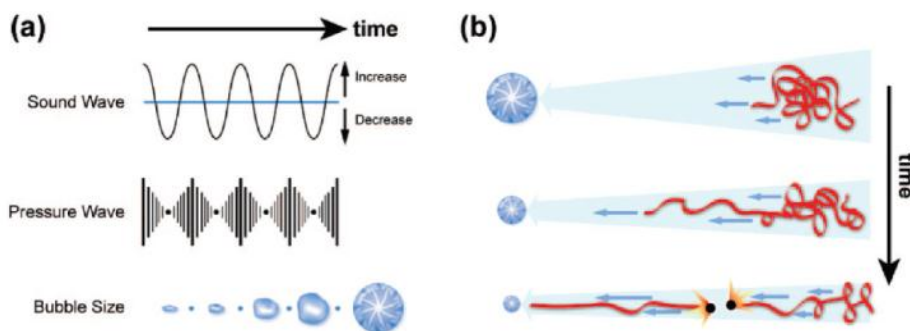 (a)
time
Sound Wave
Increase
Decrease
Pressure Wave
Bubble Size
(b)
time